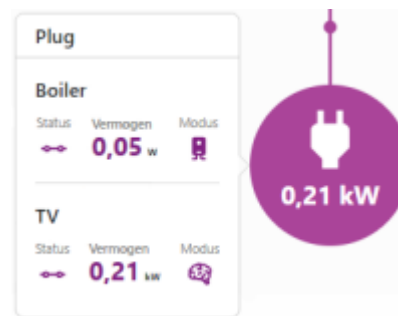 Plug
Boiler
Status Vermogen Modus
0,05 w
TV
Status Vermogen Modus
0,21 kW
0,21 kW